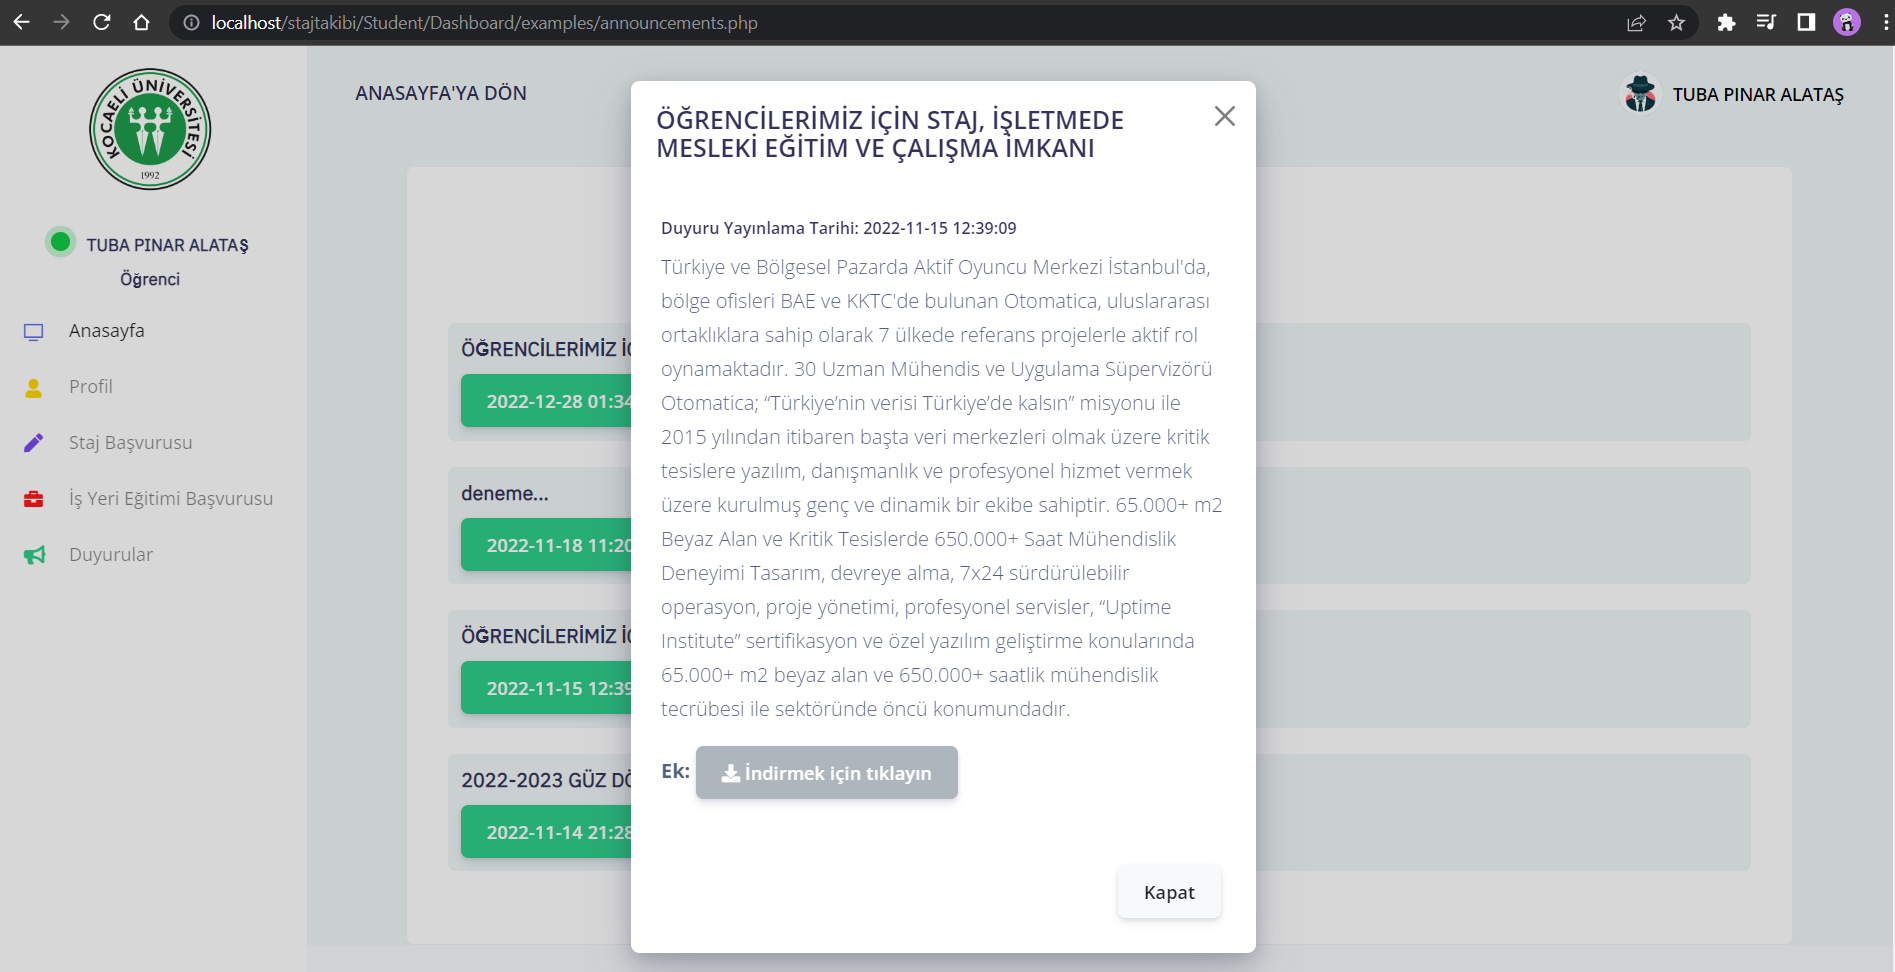 localhost/stajtakibi/Student/Dashboard/examples/announcements.php
KOCAELİ ÜNİVERSİTESİ
1992
TUBA PINAR ALATAŞ
Öğrenci
Anasayfa
Profil
Staj Başvurusu
İş Yeri Eğitimi Başvurusu
Duyurular
ANASAYFA'YA DÖN
TUBA PINAR ALATAŞ
ÖĞRENCİLERİMİZ İÇ
2022-12-28 01:34
deneme...
2022-11-18 11:20
ÖĞRENCİLERİMİZ İÇ
2022-11-15 12:39
2022-2023 GÜZ DÖ
2022-11-14 21:28
ÖĞRENCİLERİMİZ İÇİN STAJ, İŞLETMEDE
MESLEKİ EĞİTİM VE ÇALIŞMA İMKANI
Duyuru Yayınlama Tarihi: 2022-11-15 12:39:09
Türkiye ve Bölgesel Pazarda Aktif Oyuncu Merkezi İstanbul'da,
bölge ofisleri BAE ve KKTC'de bulunan Otomatica, uluslararası
ortaklıklara sahip olarak 7 ülkede referans projelerle aktif rol
oynamaktadır. 30 Uzman Mühendis ve Uygulama Süpervizörü
Otomatica; “Türkiye’nin verisi Türkiye’de kalsın” misyonu ile
2015 yılından itibaren başta veri merkezleri olmak üzere kritik
tesislere yazılım, danışmanlık ve profesyonel hizmet vermek
üzere kurulmuş genç ve dinamik bir ekibe sahiptir. 65.000+ m2
Beyaz Alan ve Kritik Tesislerde 650.000+ Saat Mühendislik
Deneyimi Tasarım, devreye alma, 7x24 sürdürülebilir
operasyon, proje yönetimi, profesyonel servisler, “Uptime
Institute” sertifikasyon ve özel yazılım geliştirme konularında
65.000+ m2 beyaz alan ve 650.000+ saatlik mühendislik
tecrübesi ile sektöründe öncü konumundadır.
Ek: İndirmek için tıklayın
Kapat